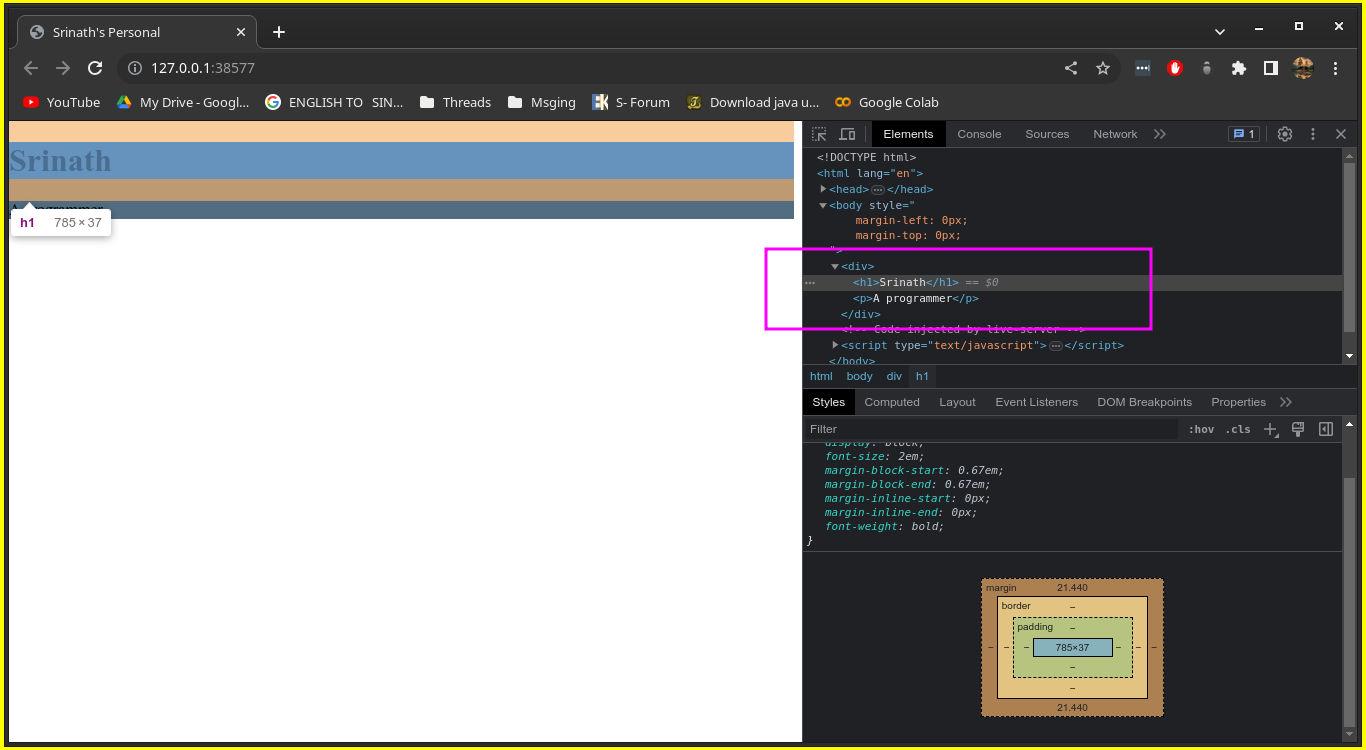 Srinath's Personal
127.0.0.1:38577
YouTube My Drive - Googl... ENGLISH TO SIN... Threads Msging S- Forum Download java u... Google Colab
Srinath
h1 785 × 37
Elements Console Sources Network 1
<!DOCTYPE html>
<html lang="en">
<head> </head>
<body style="
margin-left: 0px;
margin-top: 0px;
">
<div>
<h1>Srinath</h1> == $0
<p>A programmer</p>
</div>
<!-- Code injected by live-server -->
<script type="text/javascript"> </script>
</body>
html body div h1
Styles Computed Layout Event Listeners DOM Breakpoints Properties
Filter :hov .cls
display: block;
font-size: 2em;
margin-block-start: 0.67em;
margin-block-end: 0.67em;
margin-inline-start: 0px;
margin-inline-end: 0px;
font-weight: bold;
}
margin 21.440
border –
padding –
– – – 785×37 – – –
–
–
21.440